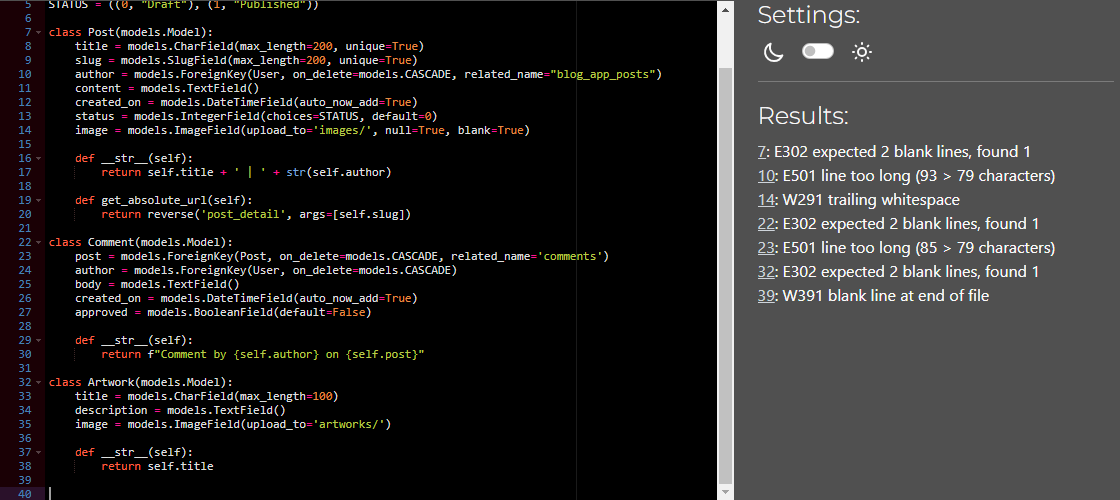 5 STATUS = ((0, "Draft"), (1, "Published"))
6
7 class Post(models.Model):
8     title = models.CharField(max_length=200, unique=True)
9     slug = models.SlugField(max_length=200, unique=True)
10     author = models.ForeignKey(User, on_delete=models.CASCADE, related_name="blog_app_posts")
11     content = models.TextField()
12     created_on = models.DateTimeField(auto_now_add=True)
13     status = models.IntegerField(choices=STATUS, default=0)
14     image = models.ImageField(upload_to='images/', null=True, blank=True)
15
16     def __str__(self):
17         return self.title + ' | ' + str(self.author)
18
19     def get_absolute_url(self):
20         return reverse('post_detail', args=[self.slug])
21
22 class Comment(models.Model):
23     post = models.ForeignKey(Post, on_delete=models.CASCADE, related_name='comments')
24     author = models.ForeignKey(User, on_delete=models.CASCADE)
25     body = models.TextField()
26     created_on = models.DateTimeField(auto_now_add=True)
27     approved = models.BooleanField(default=False)
28
29     def __str__(self):
30         return f"Comment by {self.author} on {self.post}"
31
32 class Artwork(models.Model):
33     title = models.CharField(max_length=100)
34     description = models.TextField()
35     image = models.ImageField(upload_to='artworks/')
36
37     def __str__(self):
38         return self.title
39
40
Settings:
Results:
7: E302 expected 2 blank lines, found 1
10: E501 line too long (93 > 79 characters)
14: W291 trailing whitespace
22: E302 expected 2 blank lines, found 1
23: E501 line too long (85 > 79 characters)
32: E302 expected 2 blank lines, found 1
39: W391 blank line at end of file